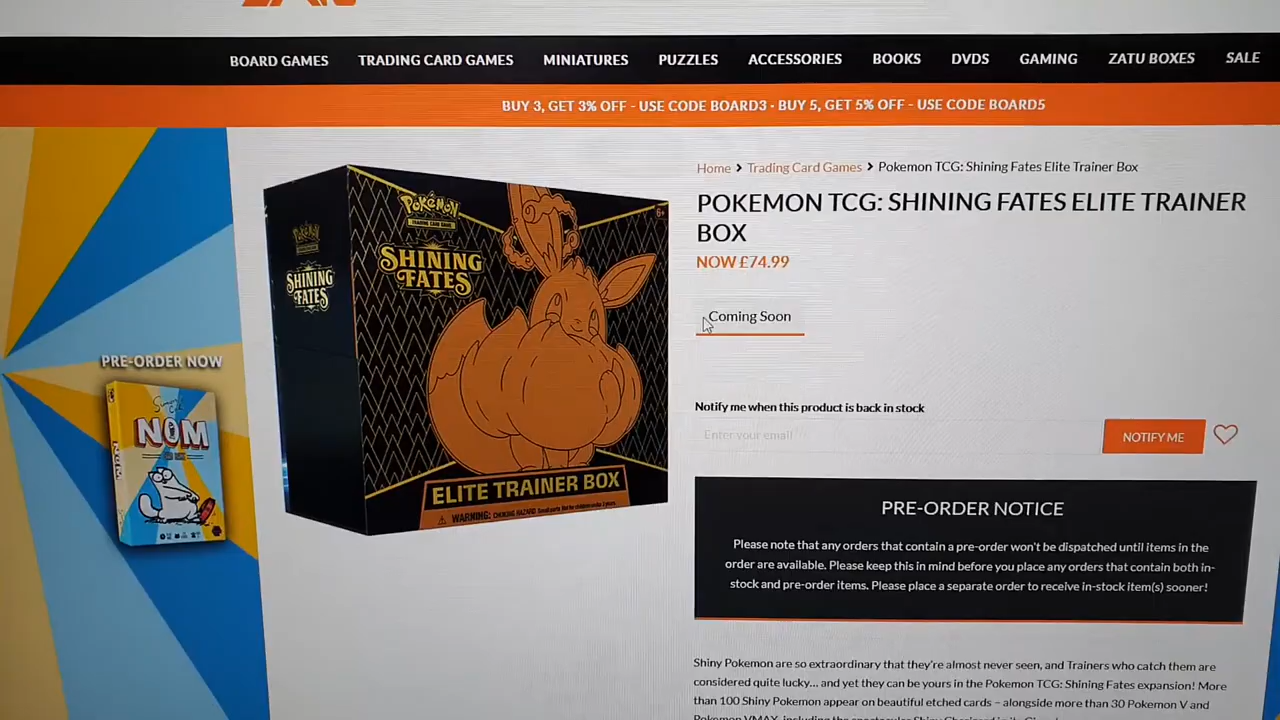 BOARD GAMES TRADING CARD GAMES MINIATURES PUZZLES ACCESSORIES BOOKS DVDS GAMING ZATU BOXES SALE
BUY 3, GET 3% OFF - USE CODE BOARD3 - BUY 5, GET 5% OFF - USE CODE BOARD5
Home > Trading Card Games > Pokemon TCG: Shining Fates Elite Trainer Box
POKEMON TCG: SHINING FATES ELITE TRAINER
BOX
NOW £74.99
Coming Soon
Notify me when this product is back in stock
Enter your email
NOTIFY ME
PRE-ORDER NOTICE
Please note that any orders that contain a pre-order won't be dispatched until items in the
order are available. Please keep this in mind before you place any orders that contain both in-
stock and pre-order items. Please place a separate order to receive in-stock item(s) sooner!
Shiny Pokemon are so extraordinary that they're almost never seen, and Trainers who catch them are
considered quite lucky... and yet they can be yours in the Pokemon TCG: Shining Fates expansion! More
than 100 Shiny Pokemon appear on beautiful etched cards – alongside more than 30 Pokemon V and
Pokémon
TRADING CARD GAME
6+
SHINING
FATES
Pokémon
SHINING
FATES
ELITE TRAINER BOX
WARNING: CHOKING HAZARD
PRE-ORDER NOW
NOM